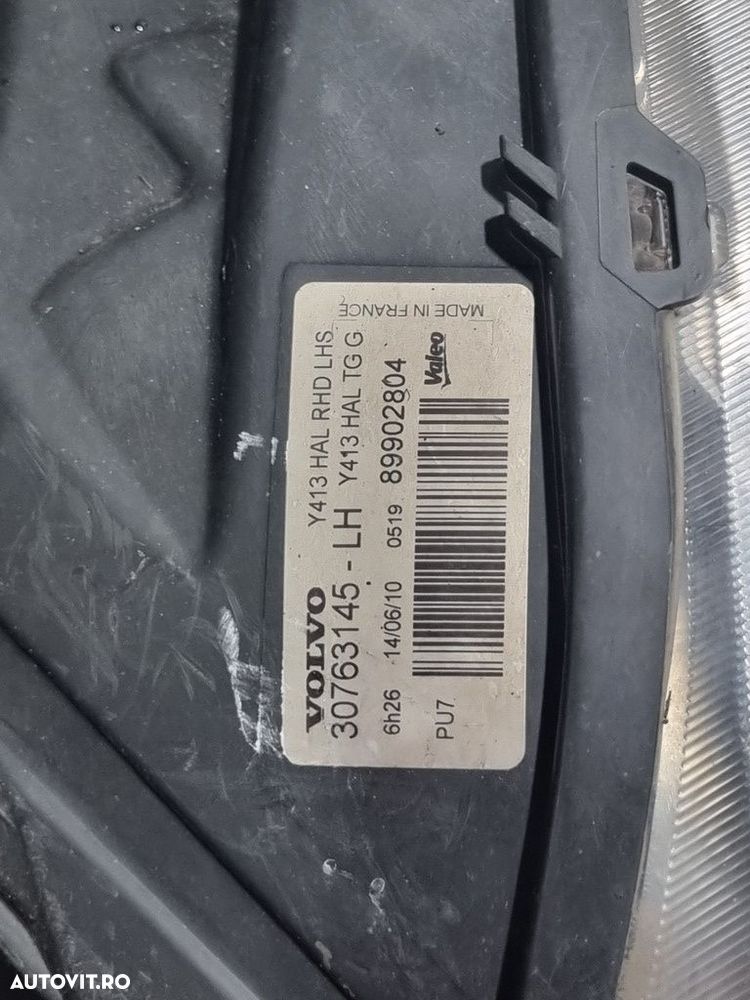 VOLVO Y413 HAL RHD LHS
30763145 - LH Y413 HAL TG G
6h26 14/06/10 0519 89902804
PU7
Valeo
MADE IN FRANCE
AUTOVIT.RO